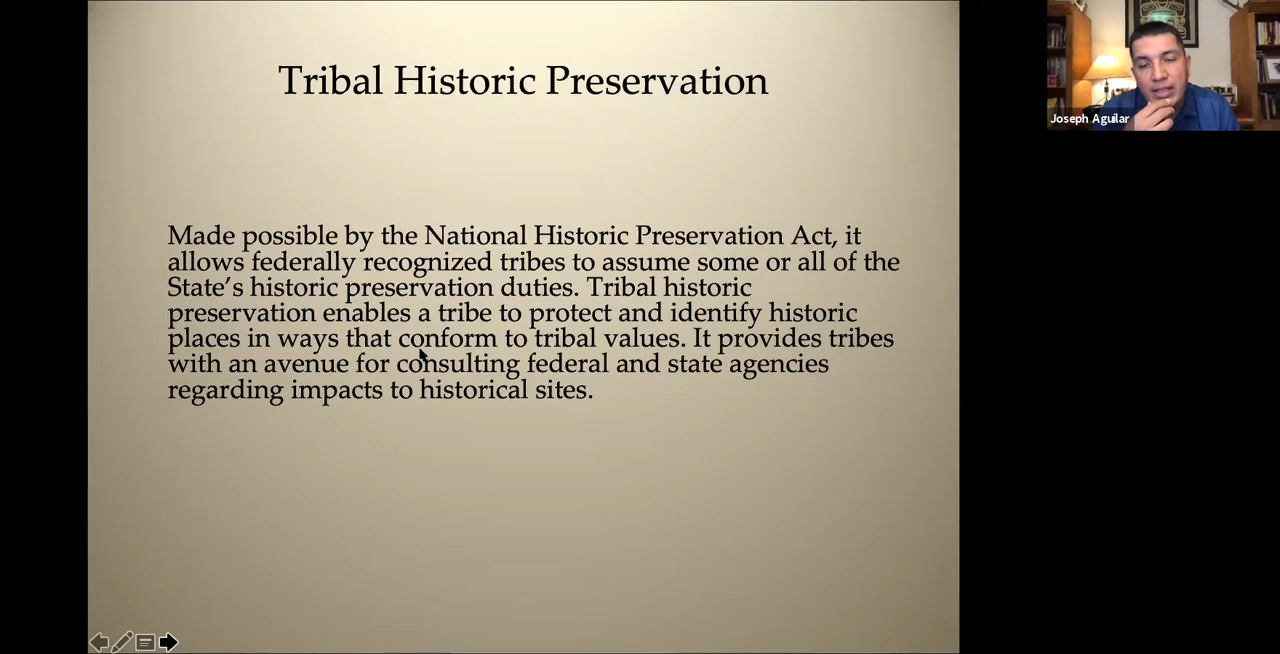 Tribal Historic Preservation
Joseph Aguilar
Made possible by the National Historic Preservation Act, it
allows federally recognized tribes to assume some or all of the
State’s historic preservation duties. Tribal historic
preservation enables a tribe to protect and identify historic
places in ways that conform to tribal values. It provides tribes
with an avenue for consulting federal and state agencies
regarding impacts to historical sites.